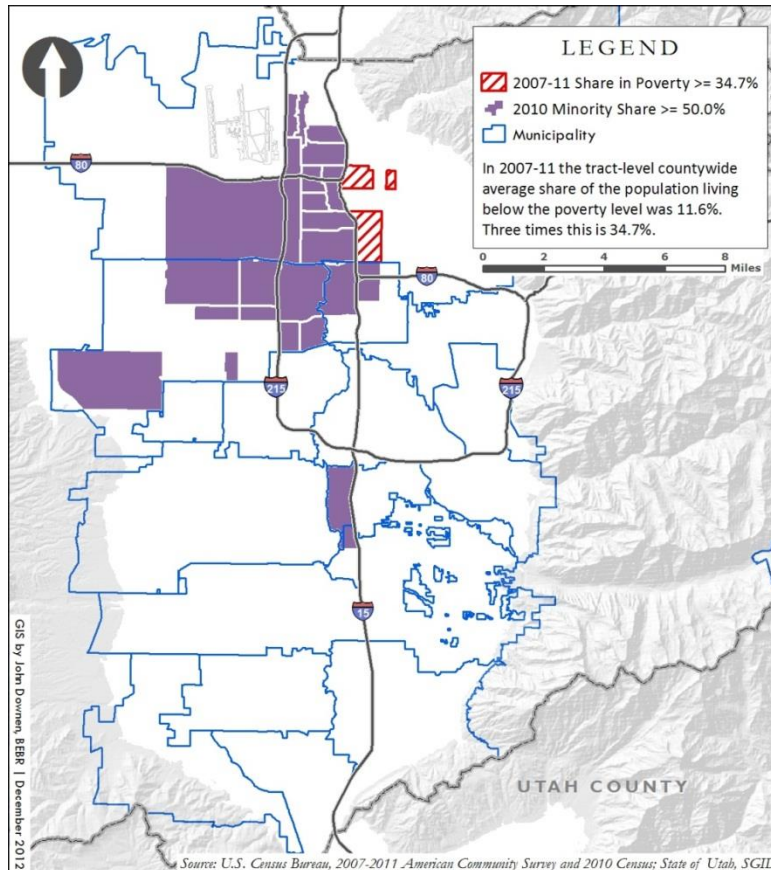 LEGEND
2007-11 Share in Poverty >= 34.7%
2010 Minority Share >= 50.0%
Municipality
In 2007-11 the tract-level countywide
average share of the population living
below the poverty level was 11.6%.
Three times this is 34.7%.
0 2 4 6 8
Miles
80
80
215
215
15
UTAH COUNTY
GIS by John Downen, BEBR | December 2012
Source: U.S. Census Bureau, 2007-2011 American Community Survey and 2010 Census; State of Utah, SGID